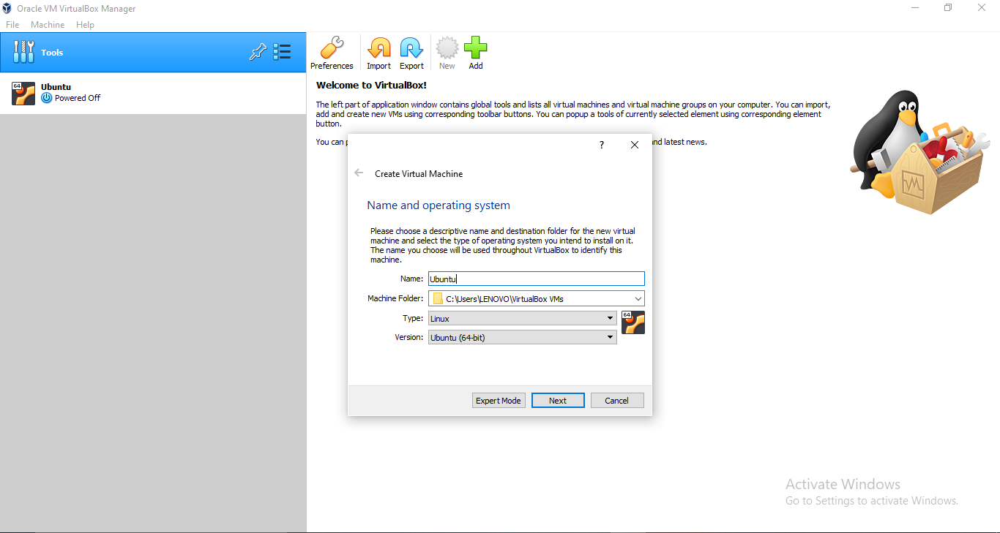 Oracle VM VirtualBox Manager
File Machine Help
Tools
64
Ubuntu
Powered Off
Preferences Import Export New Add
Welcome to VirtualBox!
The left part of application window contains global tools and lists all virtual machines and virtual machine groups on your computer. You can import,
add and create new VMs using corresponding toolbar buttons. You can popup a tools of currently selected element using corresponding element
button.
You can
nd latest news.
?
Create Virtual Machine
Name and operating system
Please choose a descriptive name and destination folder for the new virtual
machine and select the type of operating system you intend to install on it.
The name you choose will be used throughout VirtualBox to identify this
machine.
Name: Ubuntu
Machine Folder: C:\Users\LENOVO\VirtualBox VMs
Type: Linux
64
Version: Ubuntu (64-bit)
Expert Mode Next Cancel
Activate Windows
Go to Settings to activate Windows.